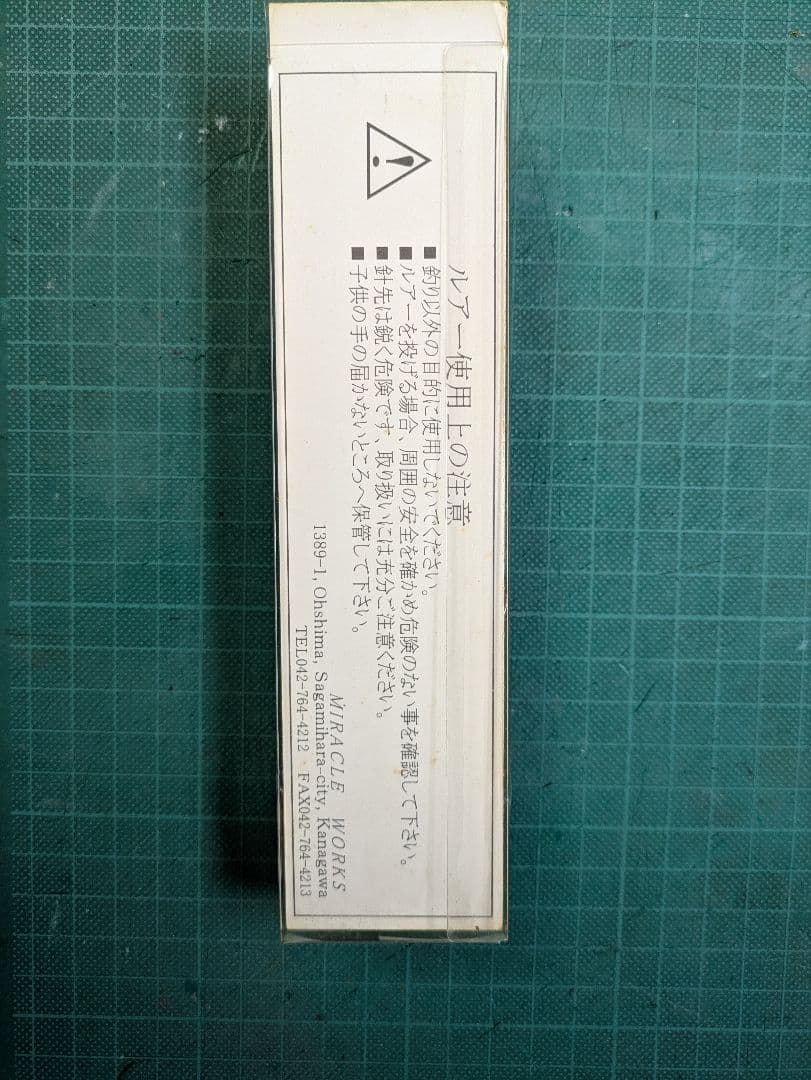 ルアー使用上の注意
■釣り以外の目的に使用しないでください。
■ルアーを投げる場合、周囲の安全を確かめ危険のない事を確認して下さい。
■針先は鋭く危険です、取り扱いには充分ご注意ください。
■子供の手の届かないところへ保管して下さい。
MIRACLE WORKS
1389-1, Ohshima, Sagamihara-city, Kanagawa
TEL042-764-4212 FAX042-764-4213